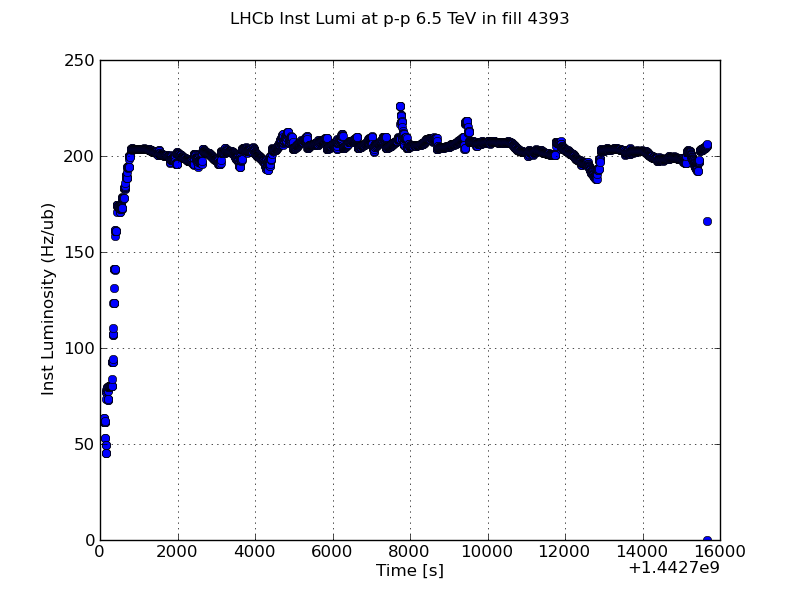 LHCb Inst Lumi at p-p 6.5 TeV in fill 4393
250
200
150
100
50
0
Inst Luminosity (Hz/ub)
0 2000 4000 6000 8000 10000 12000 14000 16000
Time [s]
+1.4427e9